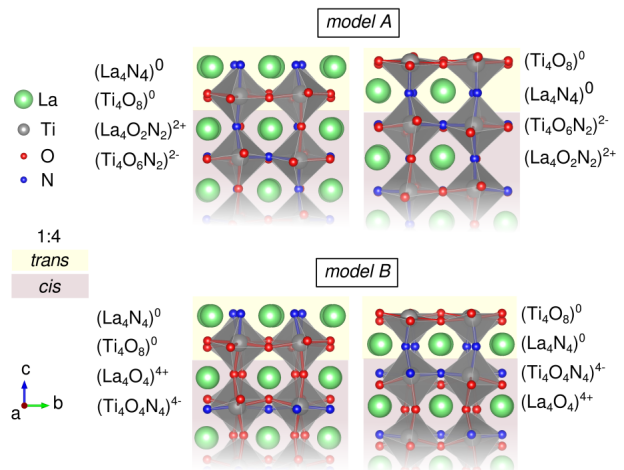 model A
(La₄N₄)⁰
(Ti₄O₈)⁰
(La₄O₂N₂)²⁺
(Ti₄O₆N₂)²⁻
(Ti₄O₈)⁰
(La₄N₄)⁰
(Ti₄O₆N₂)²⁻
(La₄O₂N₂)²⁺
La
Ti
O
N
1:4
trans
cis
model B
(La₄N₄)⁰
(Ti₄O₈)⁰
(La₄O₄)⁴⁺
(Ti₄O₄N₄)⁴⁻
(Ti₄O₈)⁰
(La₄N₄)⁰
(Ti₄O₄N₄)⁴⁻
(La₄O₄)⁴⁺
c
a
b